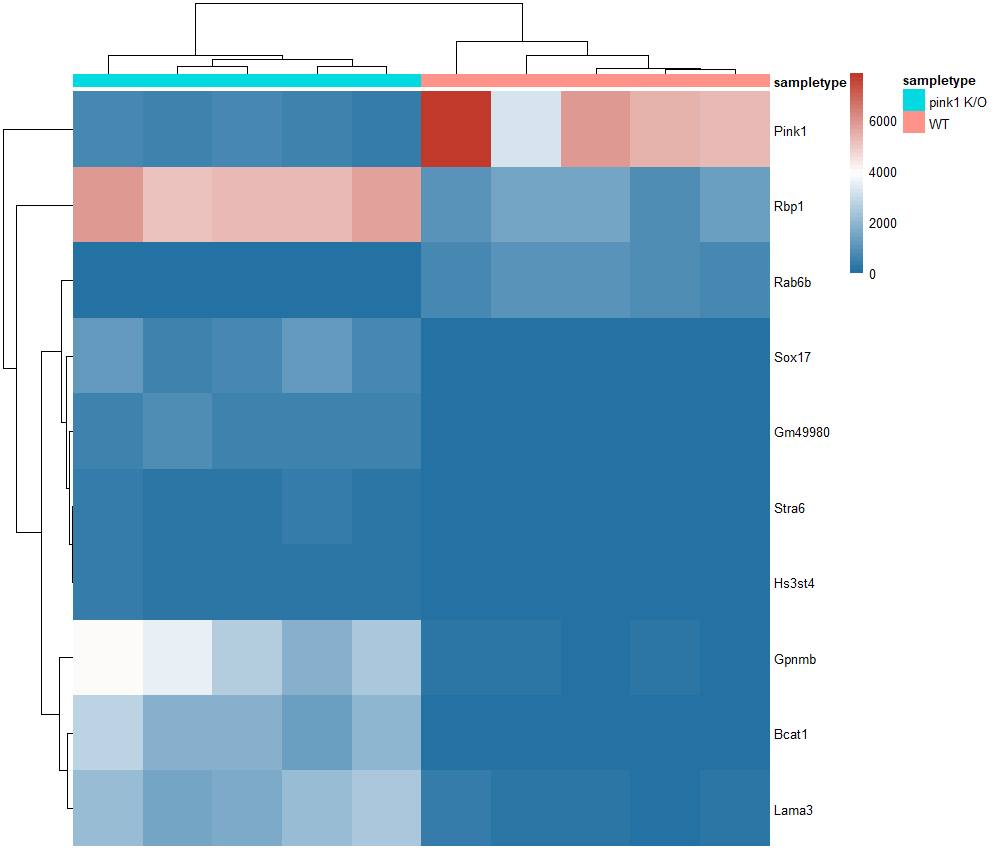 sampletype
Pink1
Rbp1
Rab6b
Sox17
Gm49980
Stra6
Hs3st4
Gpnmb
Bcat1
Lama3
6000
4000
2000
0
sampletype
pink1 K/O
WT